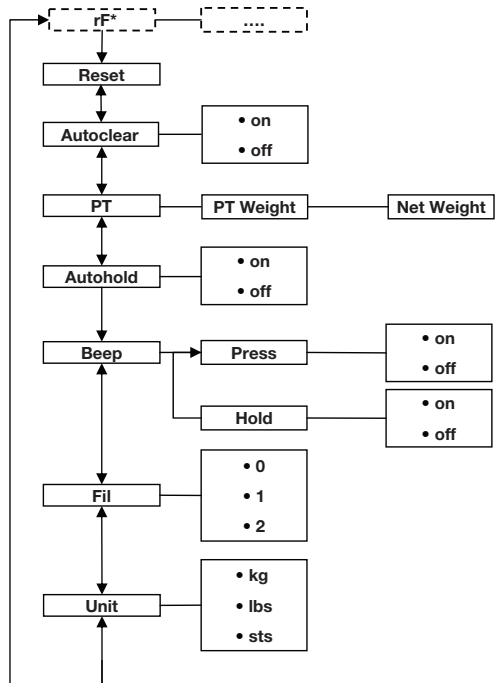 rF*
....
Reset
Autoclear
• on
• off
PT
PT Weight
Net Weight
Autohold
• on
• off
Beep
Press
• on
• off
Hold
• on
• off
Fil
• 0
• 1
• 2
Unit
• kg
• lbs
• sts